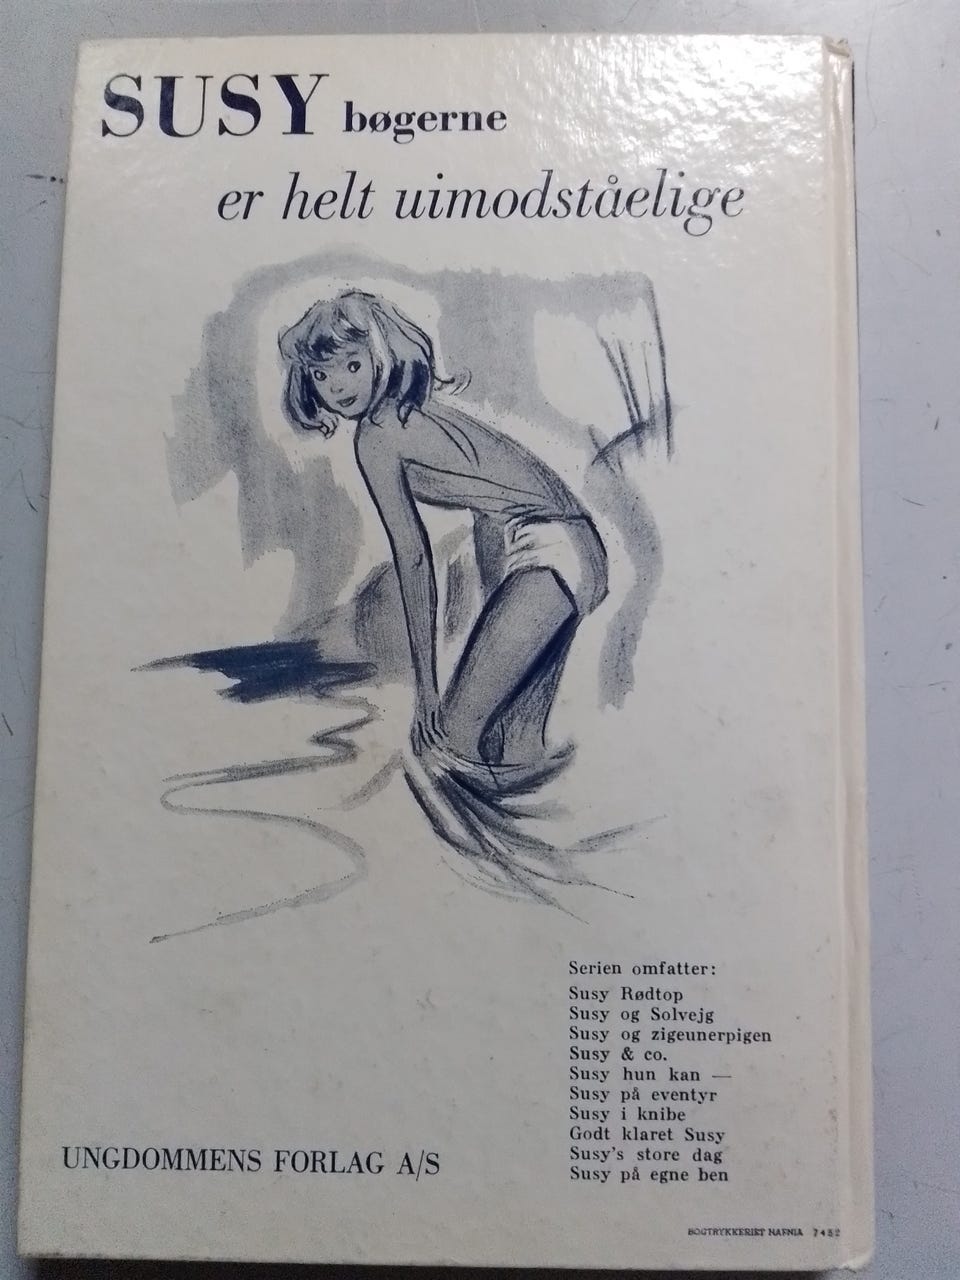 SUSY bøgerne
er helt uimodståelige
Serien omfatter:
Susy Rødtop
Susy og Solvejg
Susy og zigeunerpigen
Susy & co.
Susy hun kan —
Susy på eventyr
Susy i knibe
Godt klaret Susy
Susy's store dag
Susy på egne ben
UNGDOMMENS FORLAG A/S
BOGTRYKKERIET HAFNIA 7452